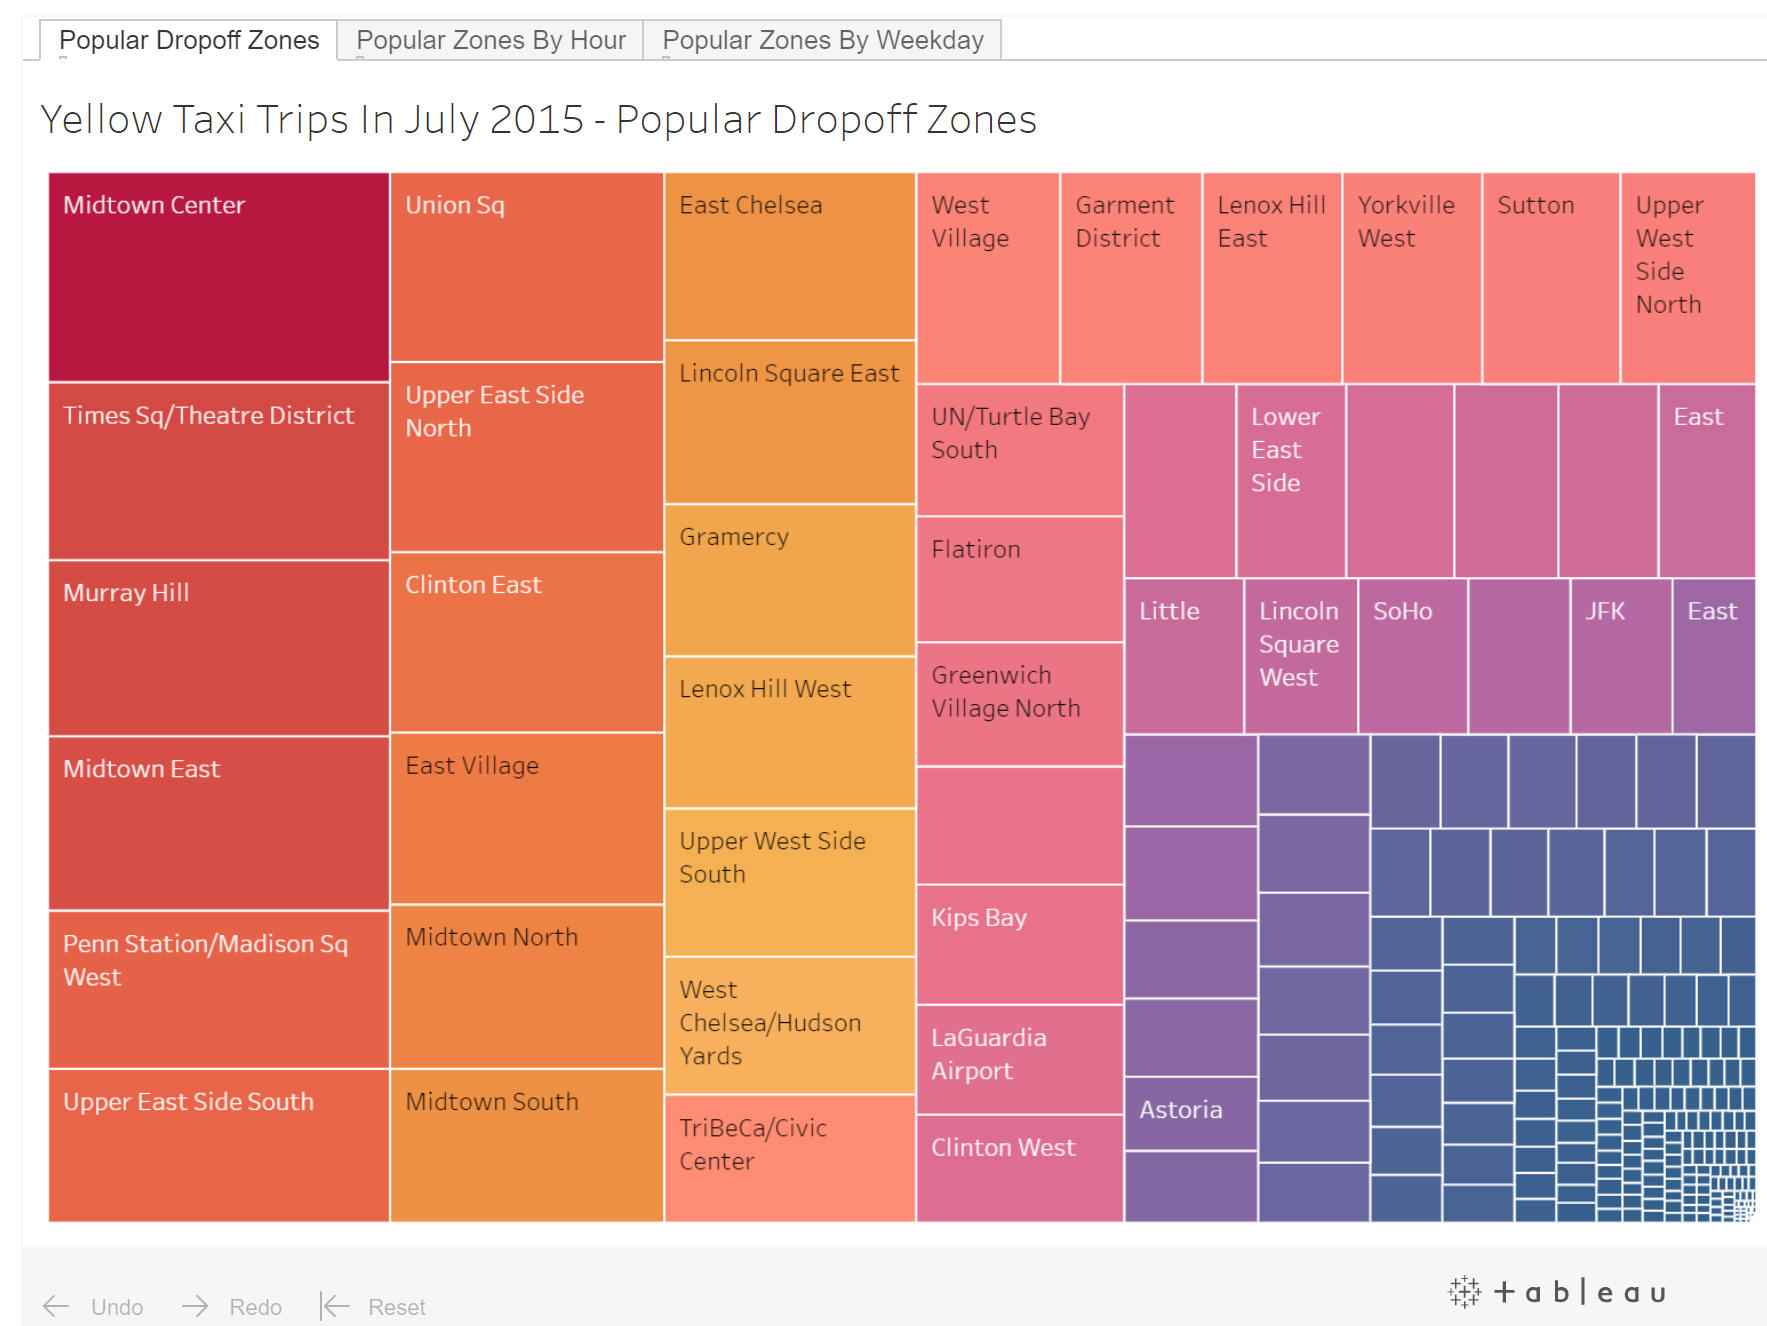 Popular Dropoff Zones
Popular Zones By Hour
Popular Zones By Weekday
Yellow Taxi Trips In July 2015 - Popular Dropoff Zones
Midtown Center
Times Sq/Theatre District
Murray Hill
Midtown East
Penn Station/Madison Sq
West
Upper East Side South
Union Sq
Upper East Side
North
Clinton East
East Village
Midtown North
Midtown South
East Chelsea
Lincoln Square East
Gramercy
Lenox Hill West
Upper West Side
South
West
Chelsea/Hudson
Yards
TriBeCa/Civic
Center
West
Village
Garment
District
Lenox Hill
East
Yorkville
West
Sutton
Upper
West
Side
North
UN/Turtle Bay
South
Flatiron
Greenwich
Village North
Kips Bay
LaGuardia
Airport
Clinton West
Lower
East
Side
East
Little
Lincoln
Square
West
SoHo
JFK
East
Astoria
Undo
Redo
Reset
+ableau